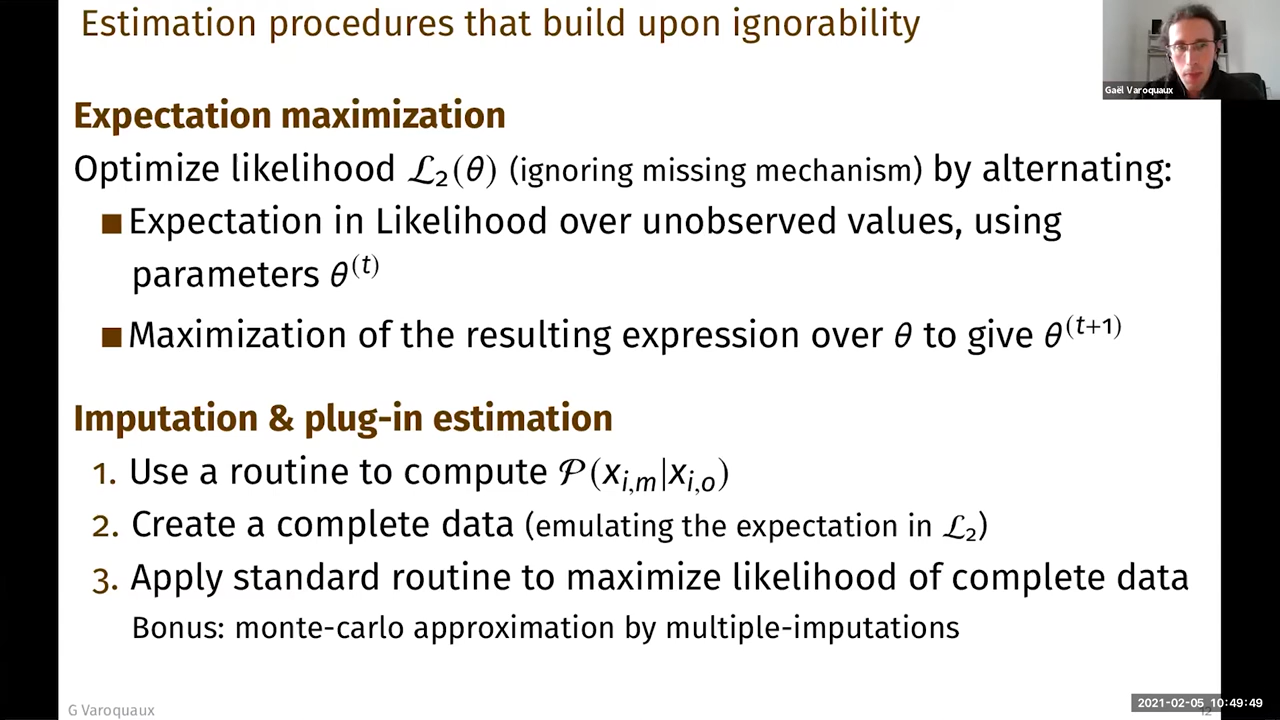 Estimation procedures that build upon ignorability
Gaël Varoquaux
Expectation maximization
Optimize likelihood ℒ₂(θ) (ignoring missing mechanism) by alternating:
■ Expectation in Likelihood over unobserved values, using
parameters θ⁽ᵗ⁾
■ Maximization of the resulting expression over θ to give θ⁽ᵗ⁺¹⁾
Imputation & plug-in estimation
1. Use a routine to compute 𝒫(x_{i,m}|x_{i,o})
2. Create a complete data (emulating the expectation in ℒ₂)
3. Apply standard routine to maximize likelihood of complete data
Bonus: monte-carlo approximation by multiple-imputations
G Varoquaux
2021-02-05 10:49:49
12